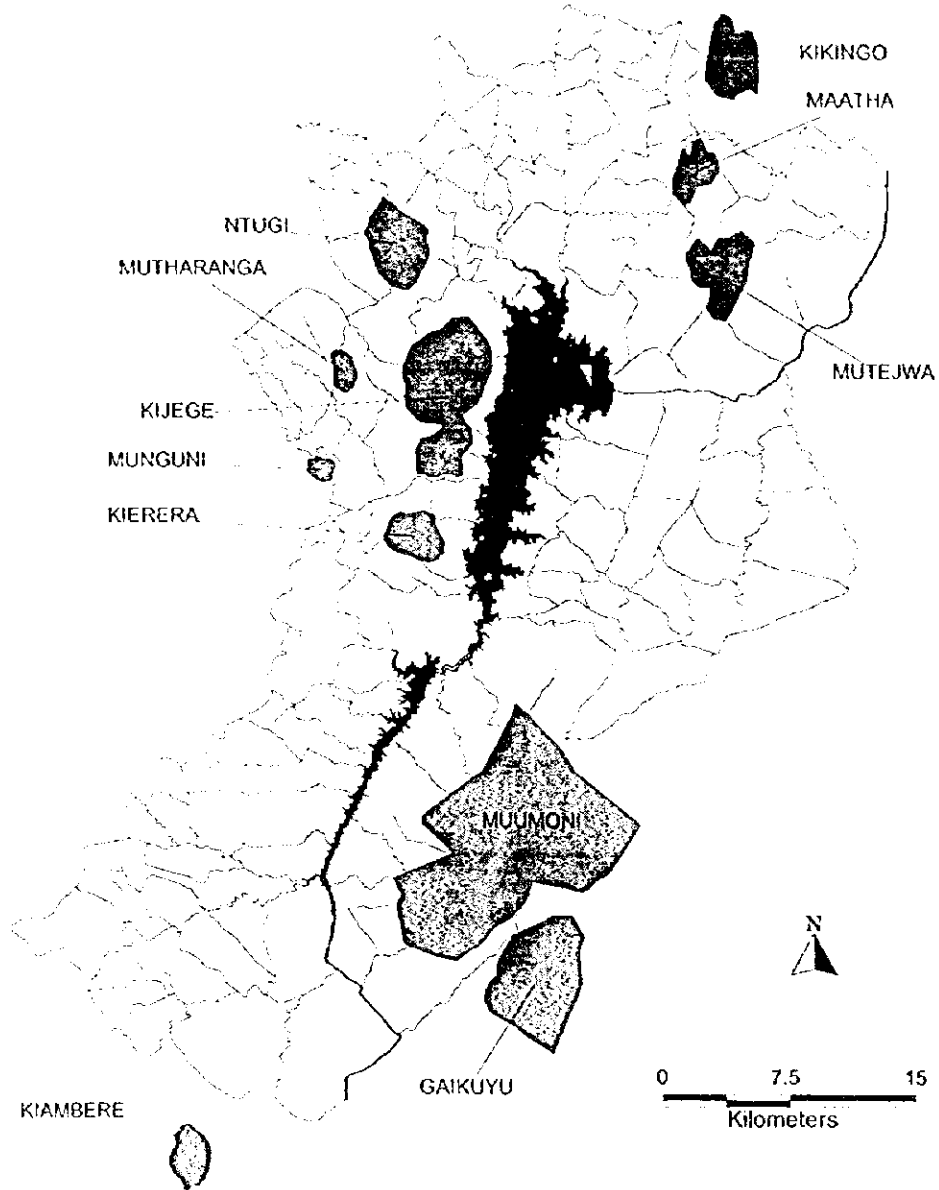 KIKINGO
MAATHA
NTUGI
MUTHARANGA
MUTEJWA
KIJEGE
MUNGUNI
KIERERA
MUUMONI
N
GAIKUYU
0 7.5 15
Kilometers
KIAMBERE